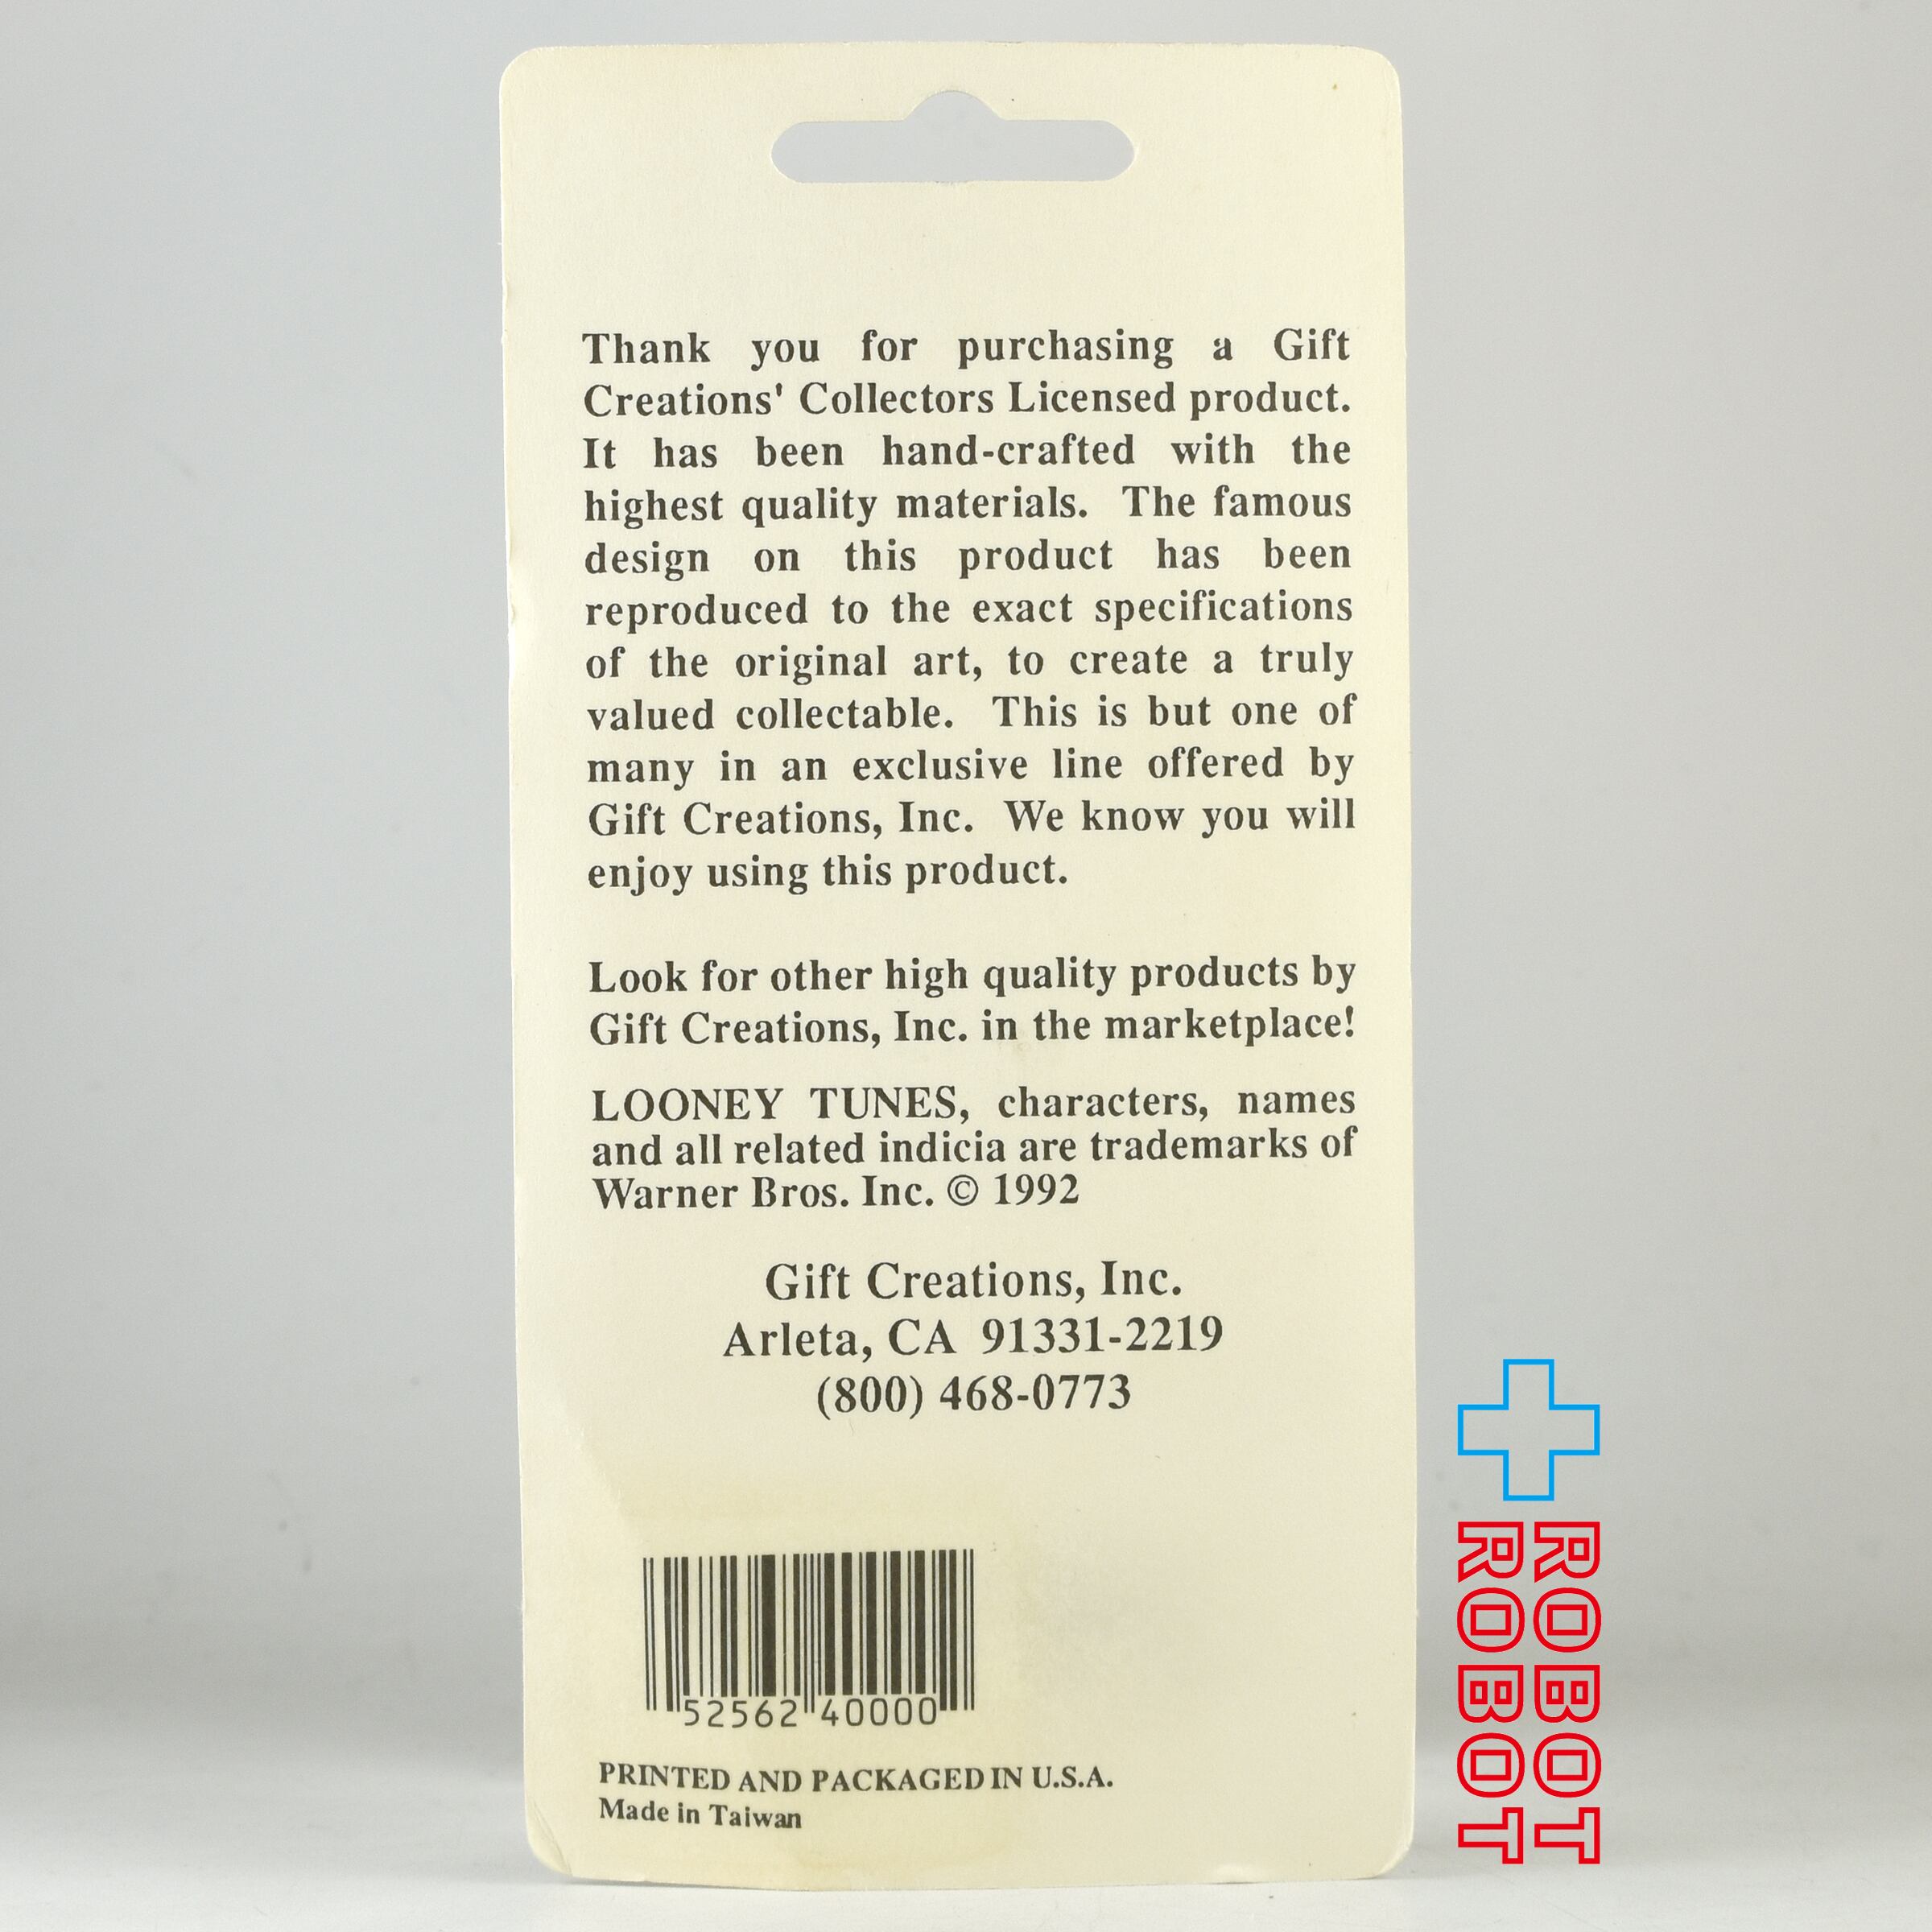 Thank you for purchasing a Gift
Creations' Collectors Licensed product.
It has been hand-crafted with the
highest quality materials. The famous
design on this product has been
reproduced to the exact specifications
of the original art, to create a truly
valued collectable. This is but one of
many in an exclusive line offered by
Gift Creations, Inc. We know you will
enjoy using this product.
Look for other high quality products by
Gift Creations, Inc. in the marketplace!
LOONEY TUNES, characters, names
and all related indicia are trademarks of
Warner Bros. Inc. © 1992
Gift Creations, Inc.
Arleta, CA 91331-2219
(800) 468-0773
52562 40000
PRINTED AND PACKAGED IN U.S.A.
Made in Taiwan
ROBOT
ROBOT